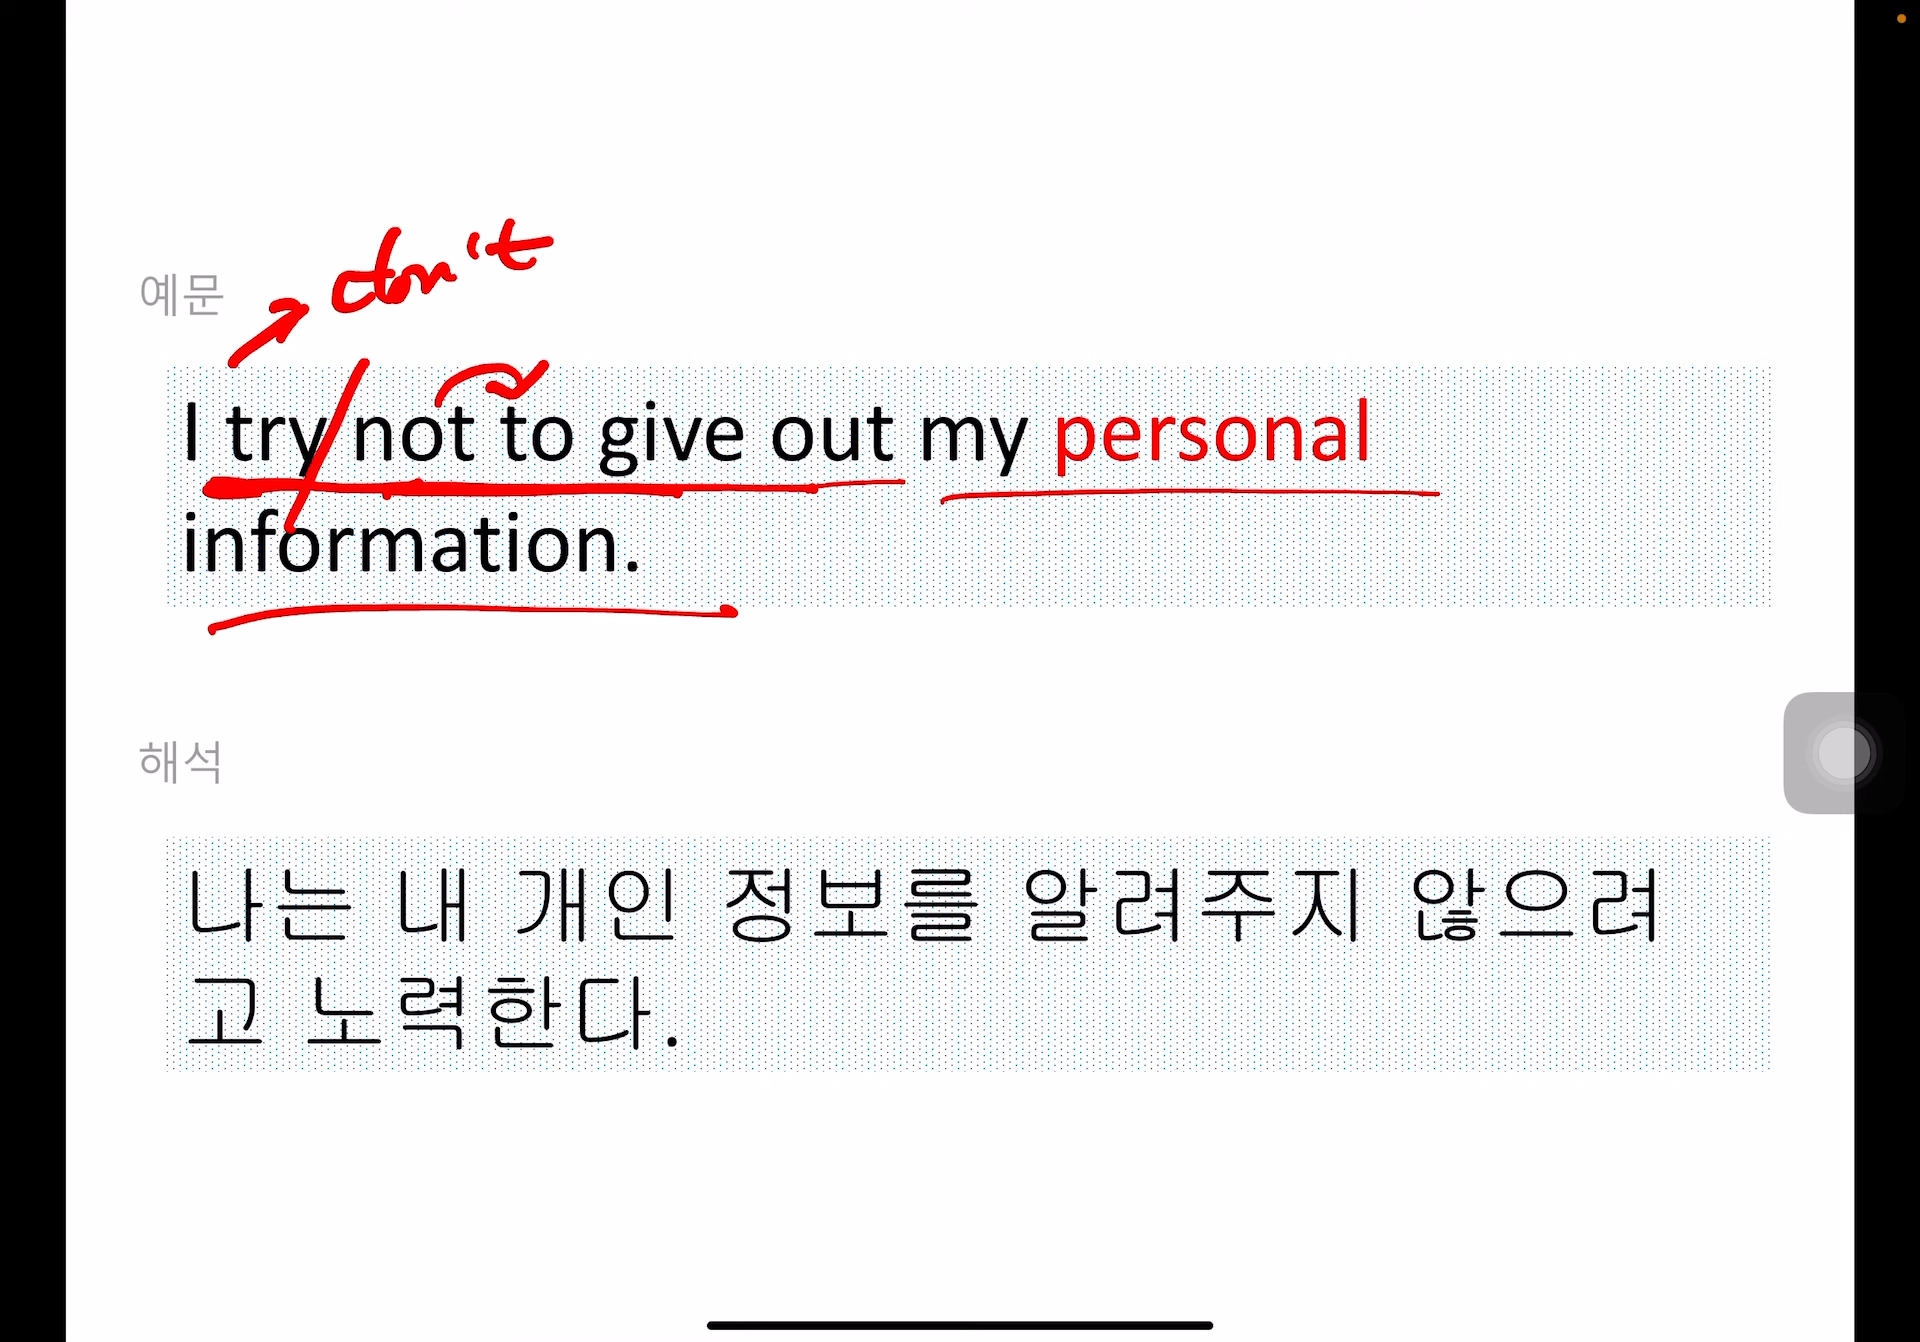 don't
예문
I try not to give out my personal
information.
해석
나는 내 개인 정보를 알려주지 않으려
고 노력한다.